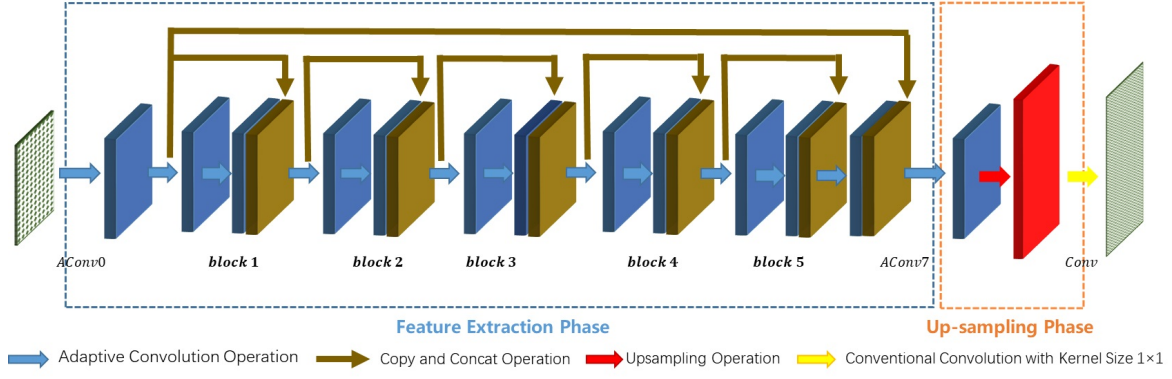 AConv0 block 1 block 2 block 3 block 4 block 5 AConv7 Conv
Feature Extraction Phase Up-sampling Phase
Adaptive Convolution Operation Copy and Concat Operation Upsampling Operation Conventional Convolution with Kernel Size 1×1